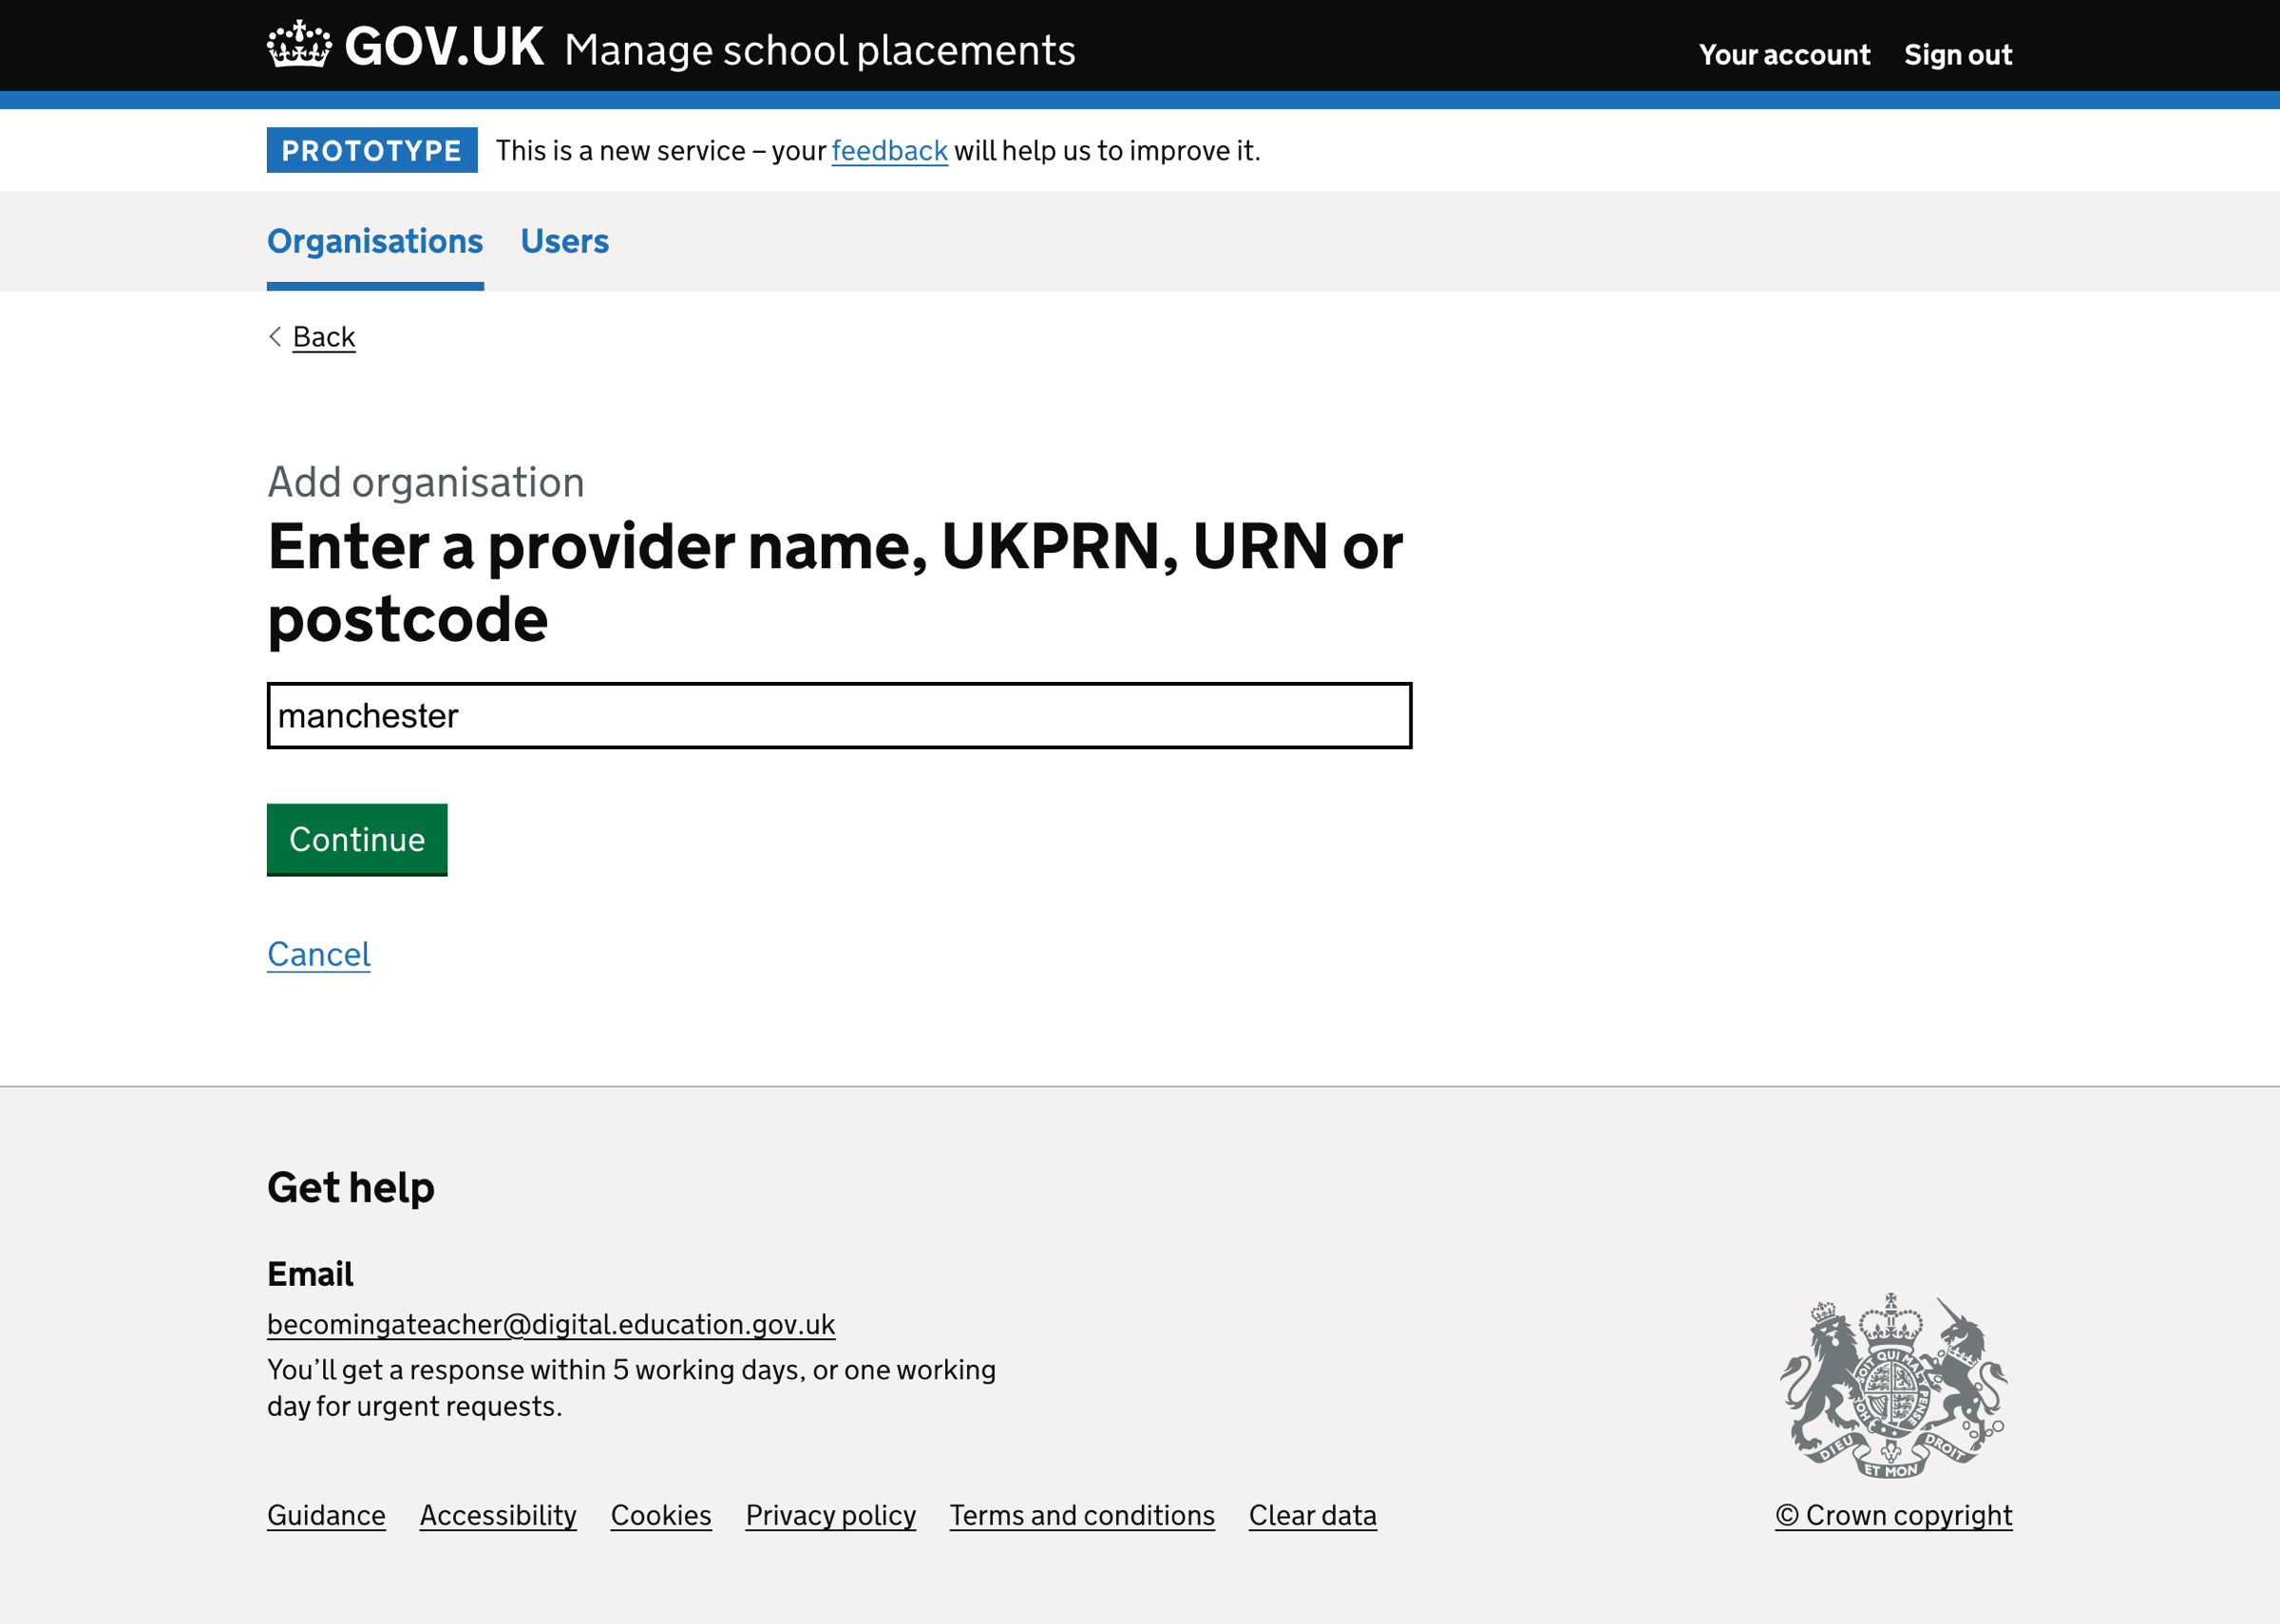 GOV.UK Manage school placements Your account Sign out
PROTOTYPE This is a new service – your feedback will help us to improve it.
Organisations Users
Back
Add organisation
Enter a provider name, UKPRN, URN or
postcode
manchester
Continue
Cancel
Get help
Email
becomingateacher@digital.education.gov.uk
You’ll get a response within 5 working days, or one working
day for urgent requests.
HONI SOIT QUI MAL Y PENSE
DIEU ET MON DROIT
Guidance Accessibility Cookies Privacy policy Terms and conditions Clear data © Crown copyright